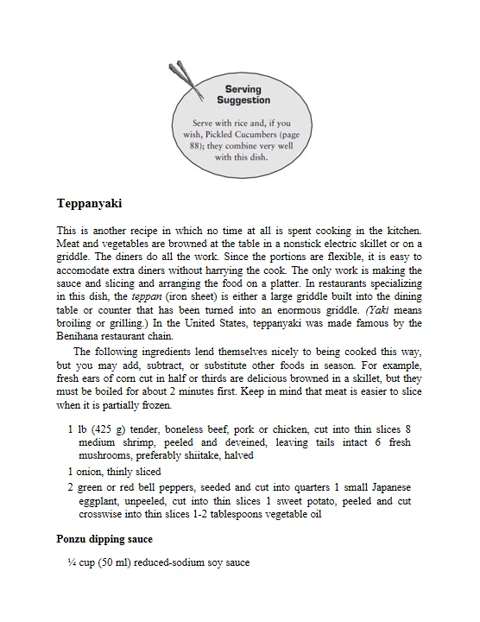 Serving
Suggestion
Serve with rice and, if you
wish, Pickled Cucumbers (page
88); they combine very well
with this dish.
Teppanyaki
This is another recipe in which no time at all is spent cooking in the kitchen.
Meat and vegetables are browned at the table in a nonstick electric skillet or on a
griddle. The diners do all the work. Since the portions are flexible, it is easy to
accomodate extra diners without harrying the cook. The only work is making the
sauce and slicing and arranging the food on a platter. In restaurants specializing
in this dish, the teppan (iron sheet) is either a large griddle built into the dining
table or counter that has been turned into an enormous griddle. (Yaki means
broiling or grilling.) In the United States, teppanyaki was made famous by the
Benihana restaurant chain.
The following ingredients lend themselves nicely to being cooked this way,
but you may add, subtract, or substitute other foods in season. For example,
fresh ears of corn cut in half or thirds are delicious browned in a skillet, but they
must be boiled for about 2 minutes first. Keep in mind that meat is easier to slice
when it is partially frozen.
1 lb (425 g) tender, boneless beef, pork or chicken, cut into thin slices 8
medium shrimp, peeled and deveined, leaving tails intact 6 fresh
mushrooms, preferably shiitake, halved
1 onion, thinly sliced
2 green or red bell peppers, seeded and cut into quarters 1 small Japanese
eggplant, unpeeled, cut into thin slices 1 sweet potato, peeled and cut
crosswise into thin slices 1-2 tablespoons vegetable oil
Ponzu dipping sauce
¼ cup (50 ml) reduced-sodium soy sauce